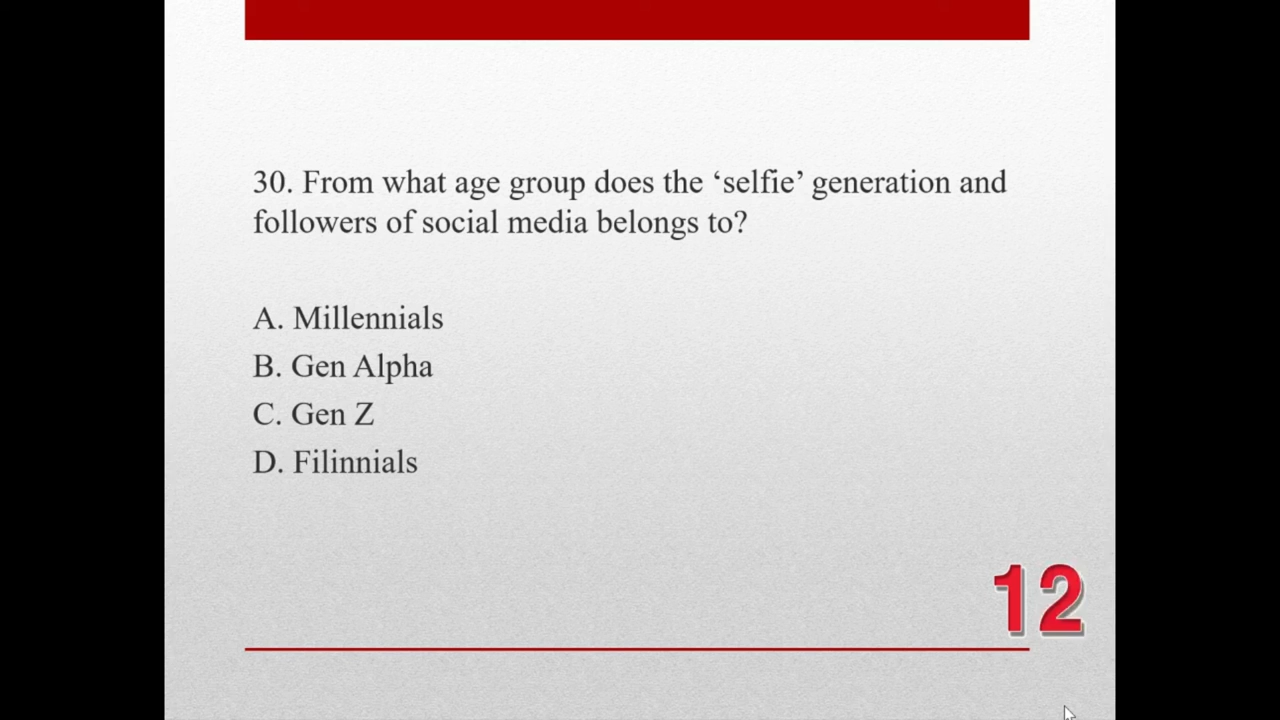 30. From what age group does the ‘selfie’ generation and
followers of social media belongs to?
A. Millennials
B. Gen Alpha
C. Gen Z
D. Filinnials
12